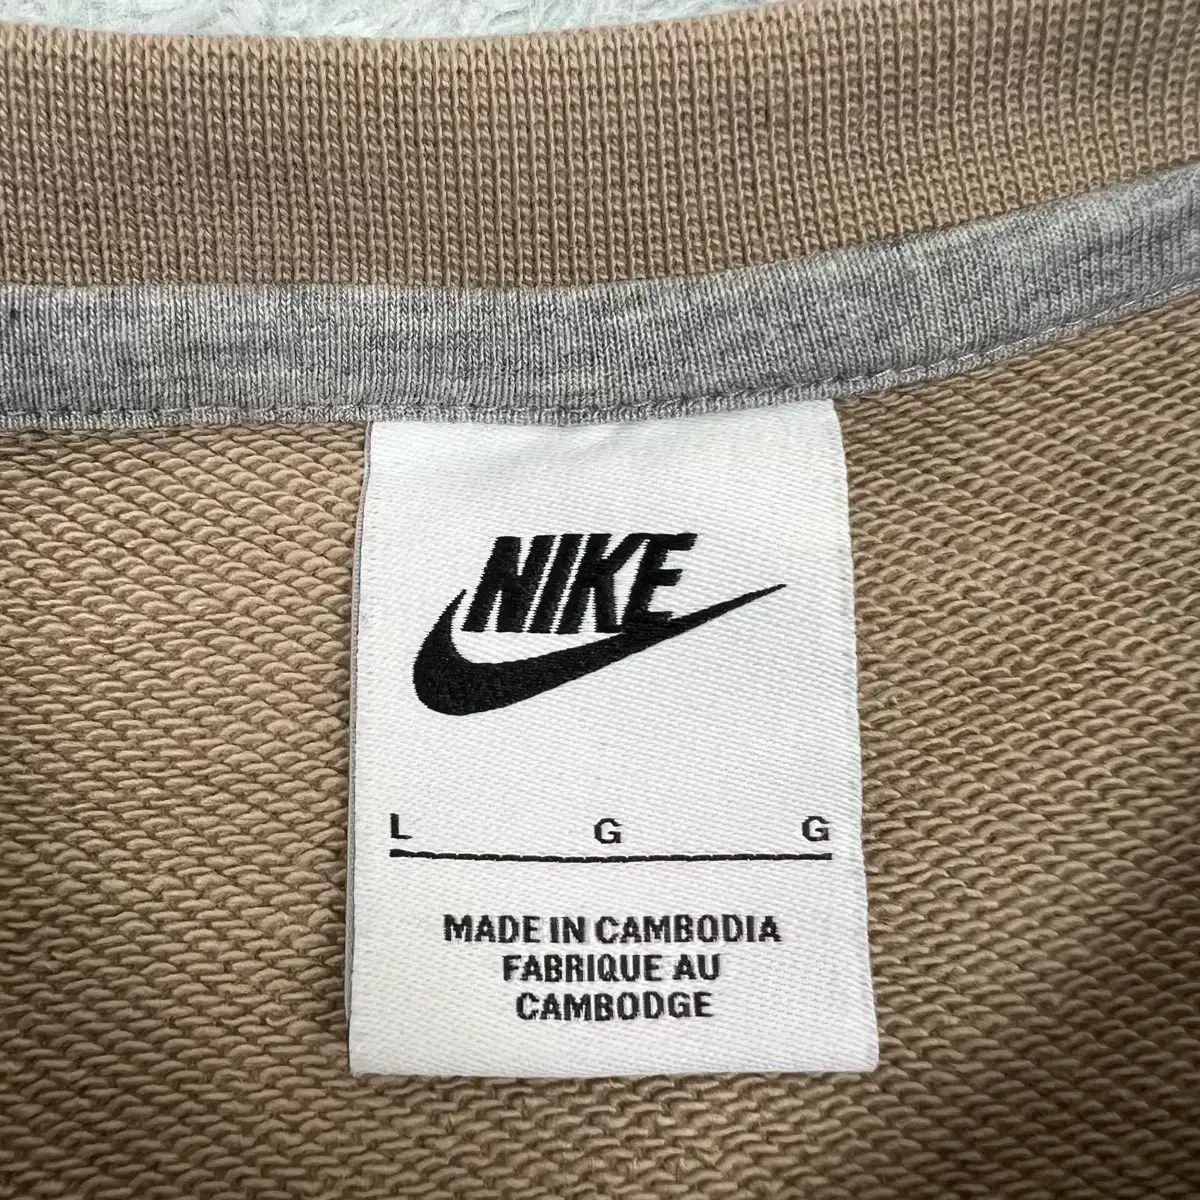 NIKE
L G G
MADE IN CAMBODIA
FABRIQUE AU
CAMBODGE